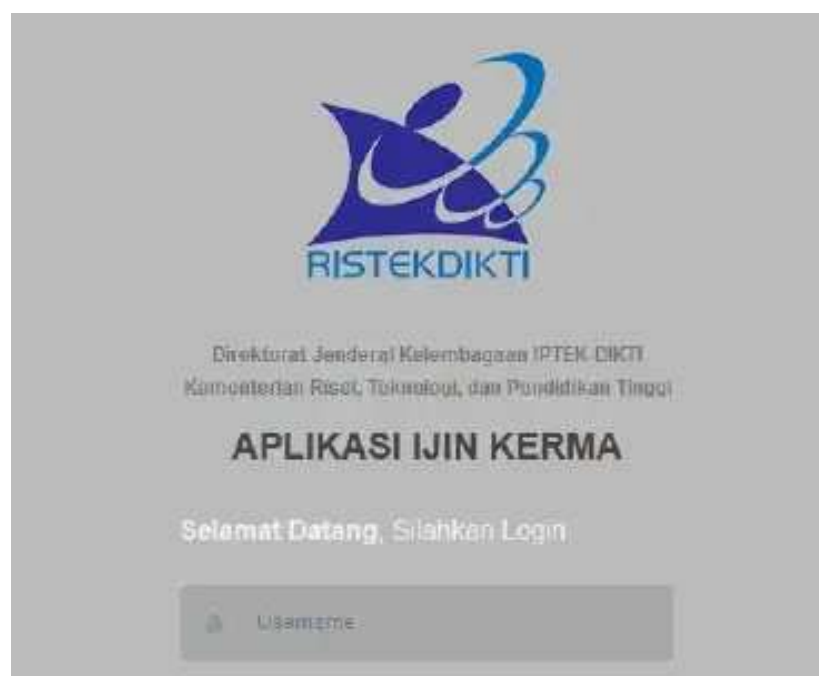 RISTEKDIKTI
Direktorat Jenderal Kelembagaan IPTEK-DIKTI
Kementerian Riset, Teknologi, dan Pendidikan Tinggi
APLIKASI IJIN KERMA
Selamat Datang, Silahkan Login
Username